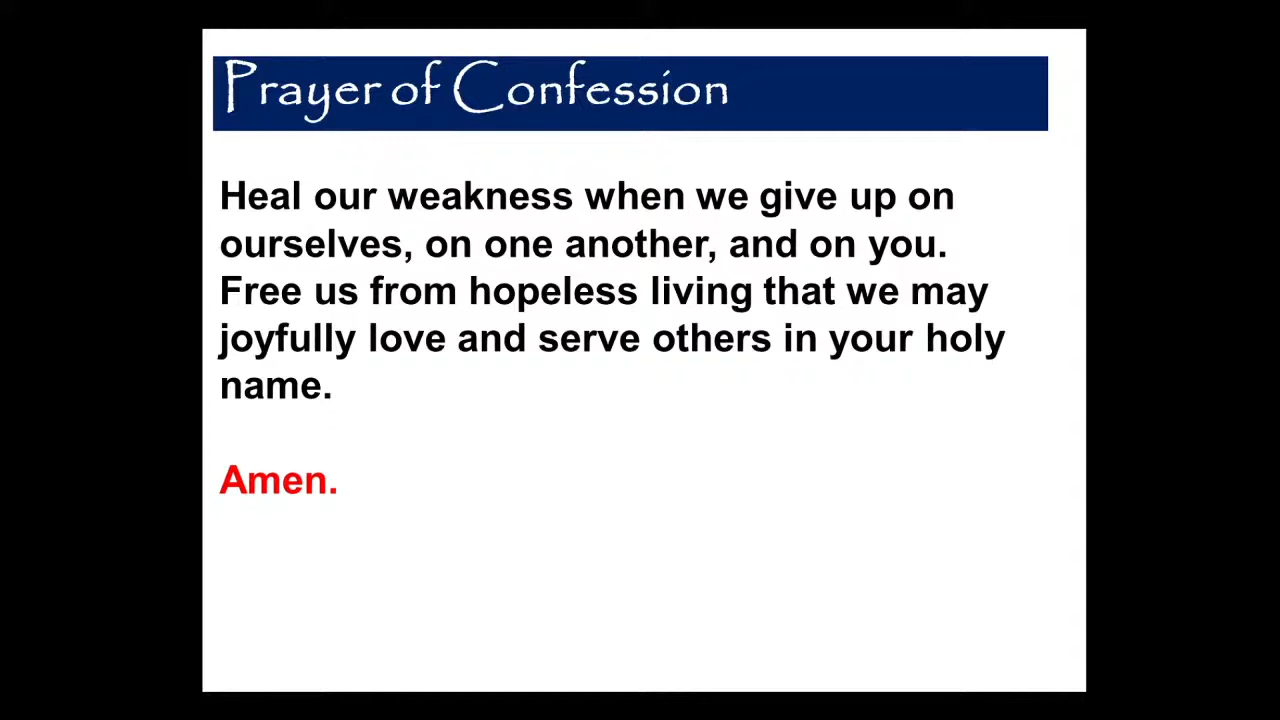 Prayer of Confession
Heal our weakness when we give up on
ourselves, on one another, and on you.
Free us from hopeless living that we may
joyfully love and serve others in your holy
name.
Amen.